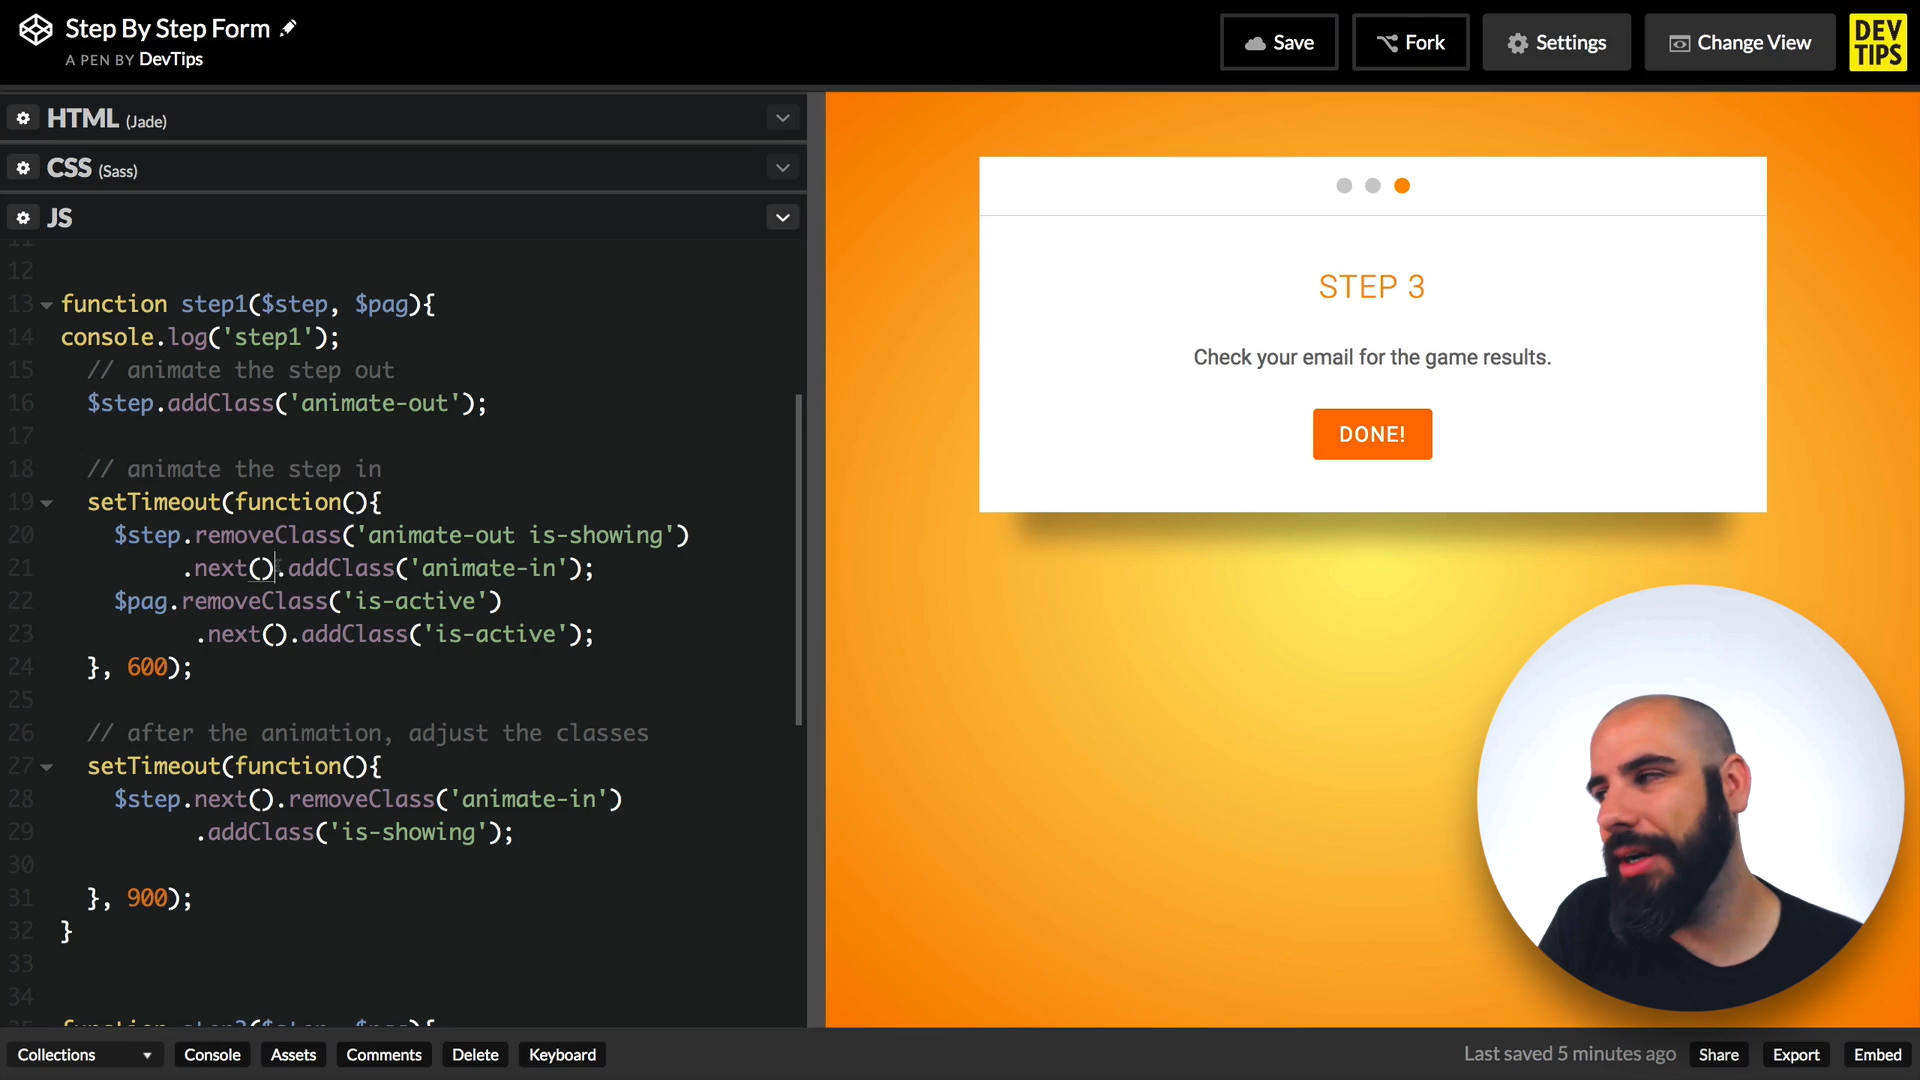 Step By Step Form
A PEN BY DevTips
Save
Fork
Settings
Change View
DEV
TIPS
HTML (Jade)
CSS (Sass)
JS
11
12
13 function step1($step, $pag){
14 console.log('step1');
15 // animate the step out
16 $step.addClass('animate-out');
17
18 // animate the step in
19 setTimeout(function(){
20 $step.removeClass('animate-out is-showing')
21 .next().addClass('animate-in');
22 $pag.removeClass('is-active')
23 .next().addClass('is-active');
24 }, 600);
25
26 // after the animation, adjust the classes
27 setTimeout(function(){
28 $step.next().removeClass('animate-in')
29 .addClass('is-showing');
30
31 }, 900);
32 }
33
34
STEP 3
Check your email for the game results.
DONE!
Collections
Console
Assets
Comments
Delete
Keyboard
Last saved 5 minutes ago
Share
Export
Embed